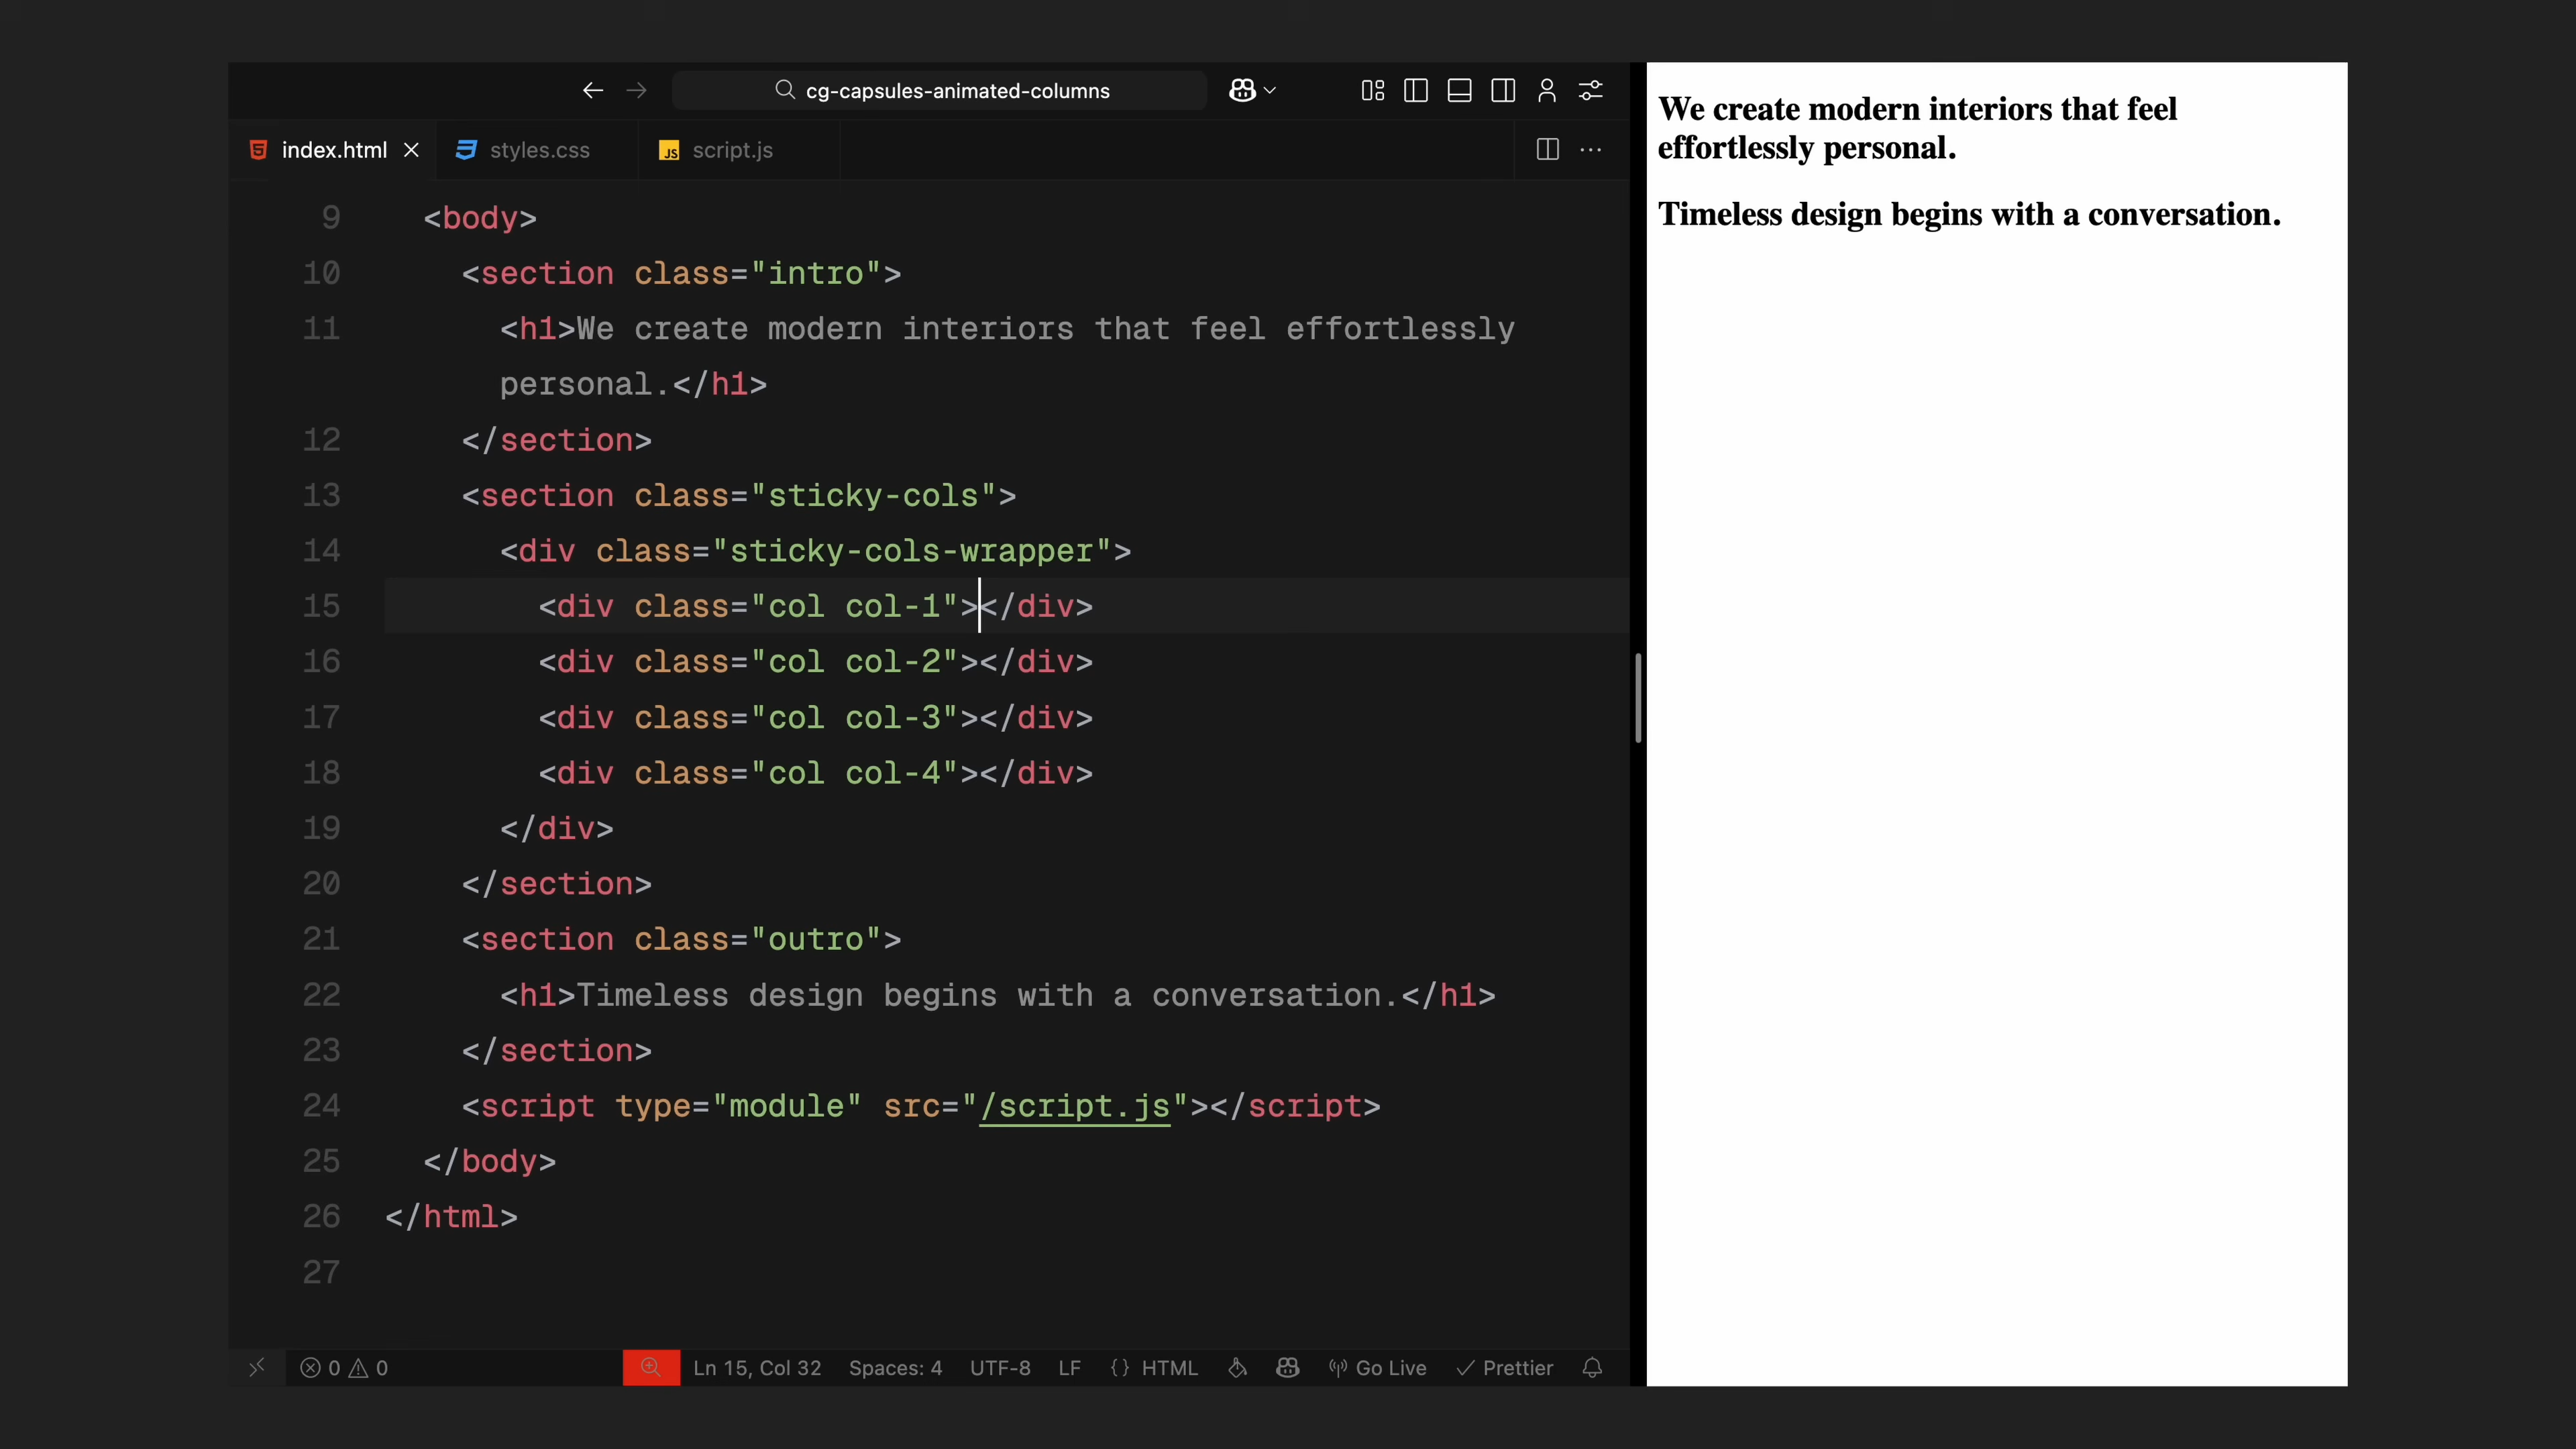 cg-capsules-animated-columns
index.html
styles.css
JS script.js
9 <body>
10 <section class="intro">
11 <h1>We create modern interiors that feel effortlessly
personal.</h1>
12 </section>
13 <section class="sticky-cols">
14 <div class="sticky-cols-wrapper">
15 <div class="col col-1"></div>
16 <div class="col col-2"></div>
17 <div class="col col-3"></div>
18 <div class="col col-4"></div>
19 </div>
20 </section>
21 <section class="outro">
22 <h1>Timeless design begins with a conversation.</h1>
23 </section>
24 <script type="module" src="/script.js"></script>
25 </body>
26 </html>
27
0 0 Ln 15, Col 32 Spaces: 4 UTF-8 LF {} HTML Go Live Prettier
We create modern interiors that feel
effortlessly personal.
Timeless design begins with a conversation.